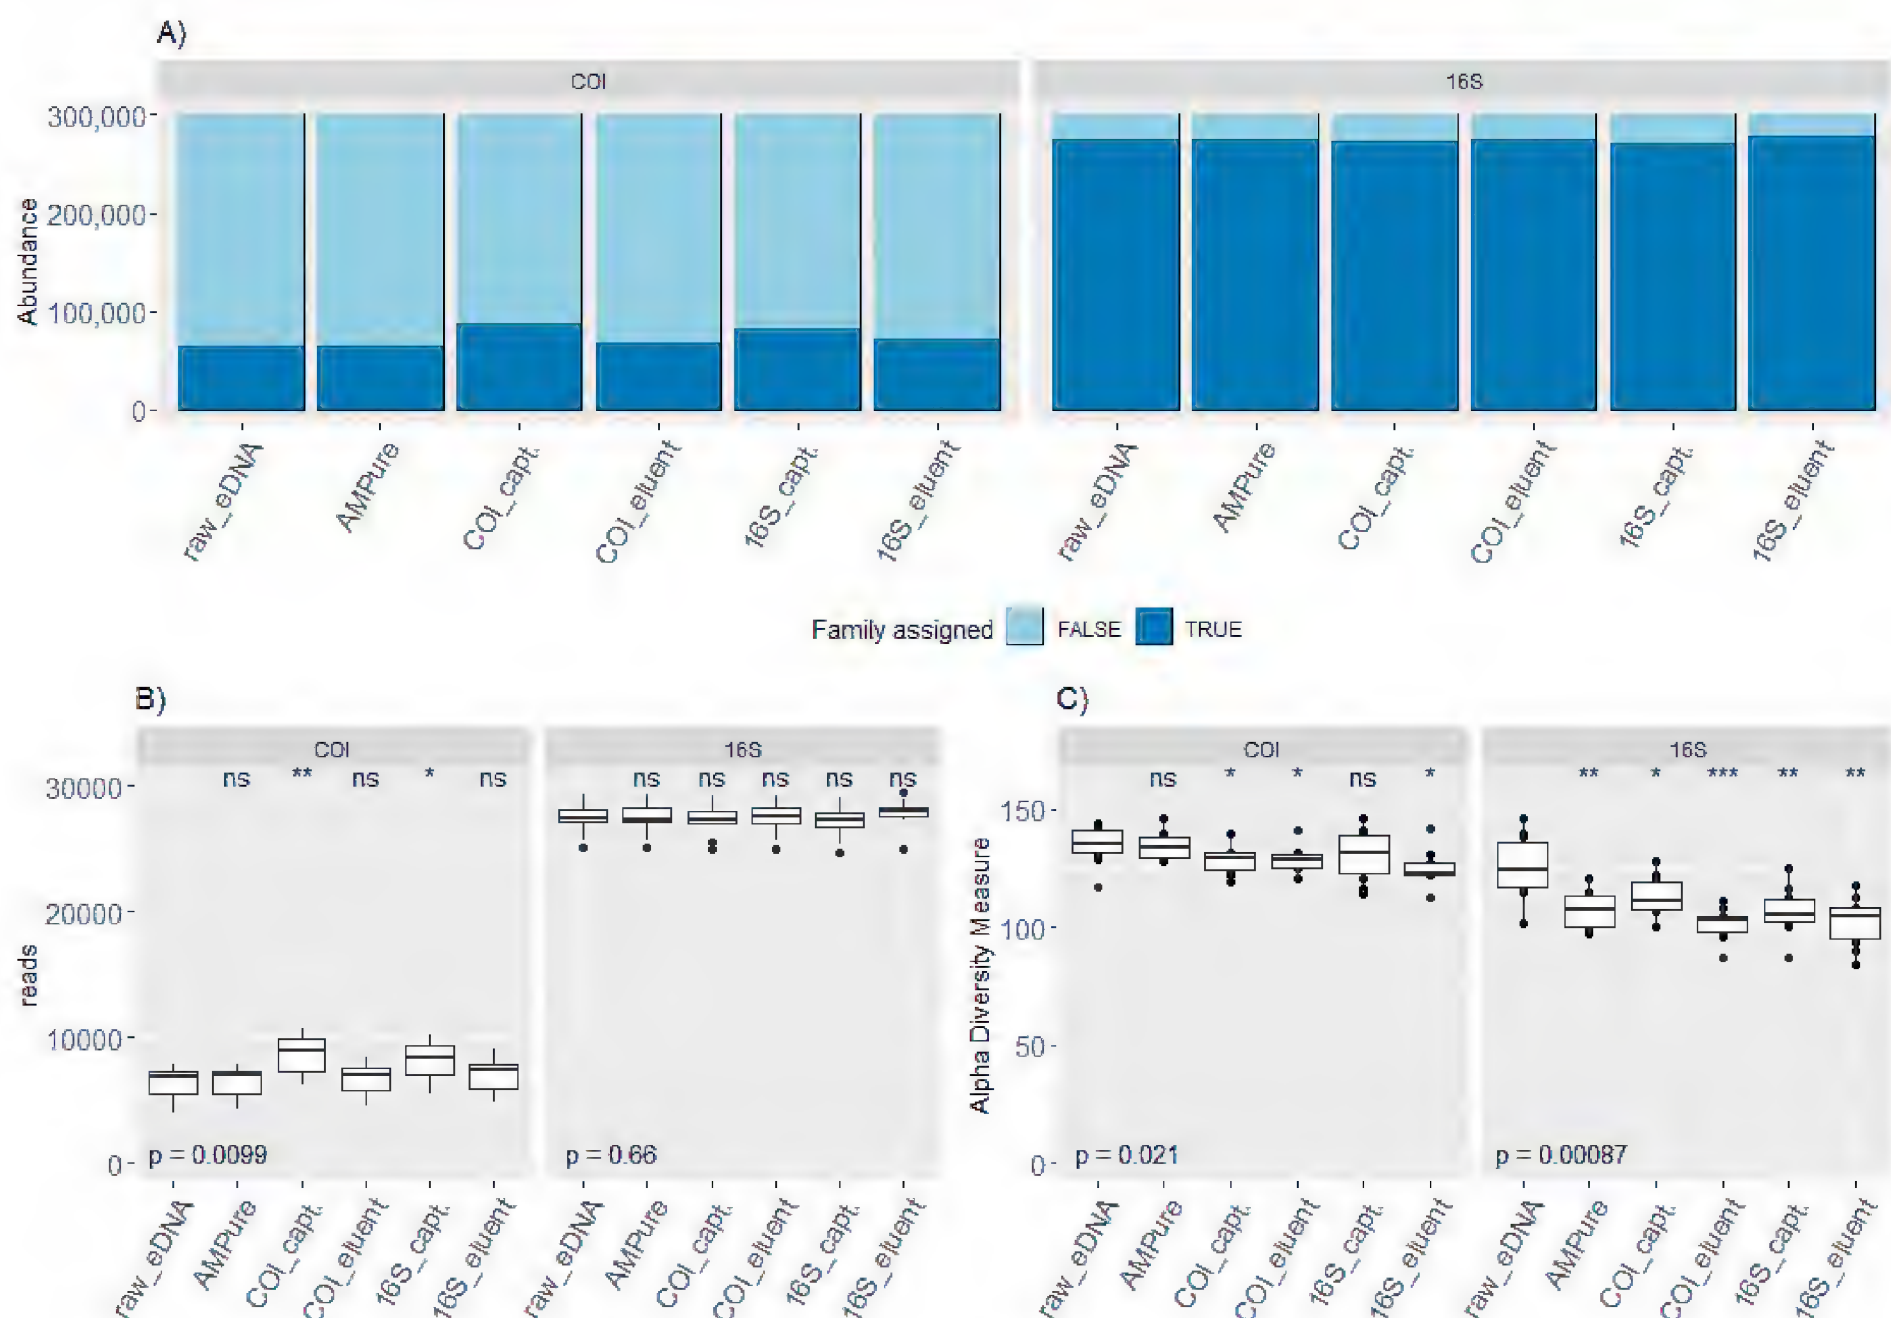 A)
COI 16S
300,000
200,000
100,000
0
Abundance
raw_eDNA AMPure COI_capt. COI_eluent 16S_capt. 16S_eluent raw_eDNA AMPure COI_capt. COI_eluent 16S_capt. 16S_eluent
Family assigned FALSE TRUE
B)
COI 16S
ns ** ns * ns ns ns ns ns ns
30000
20000
10000
0
reads
p = 0.0099 p = 0.66
raw_eDNA AMPure COI_capt. COI_eluent 16S_capt. 16S_eluent raw_eDNA AMPure COI_capt. COI_eluent 16S_capt. 16S_eluent
C)
COI 16S
ns * * ns * ** * *** ** **
150
100
50
0
Alpha Diversity Measure
p = 0.021 p = 0.00087
raw_eDNA AMPure COI_capt. COI_eluent 16S_capt. 16S_eluent raw_eDNA AMPure COI_capt. COI_eluent 16S_capt. 16S_eluent